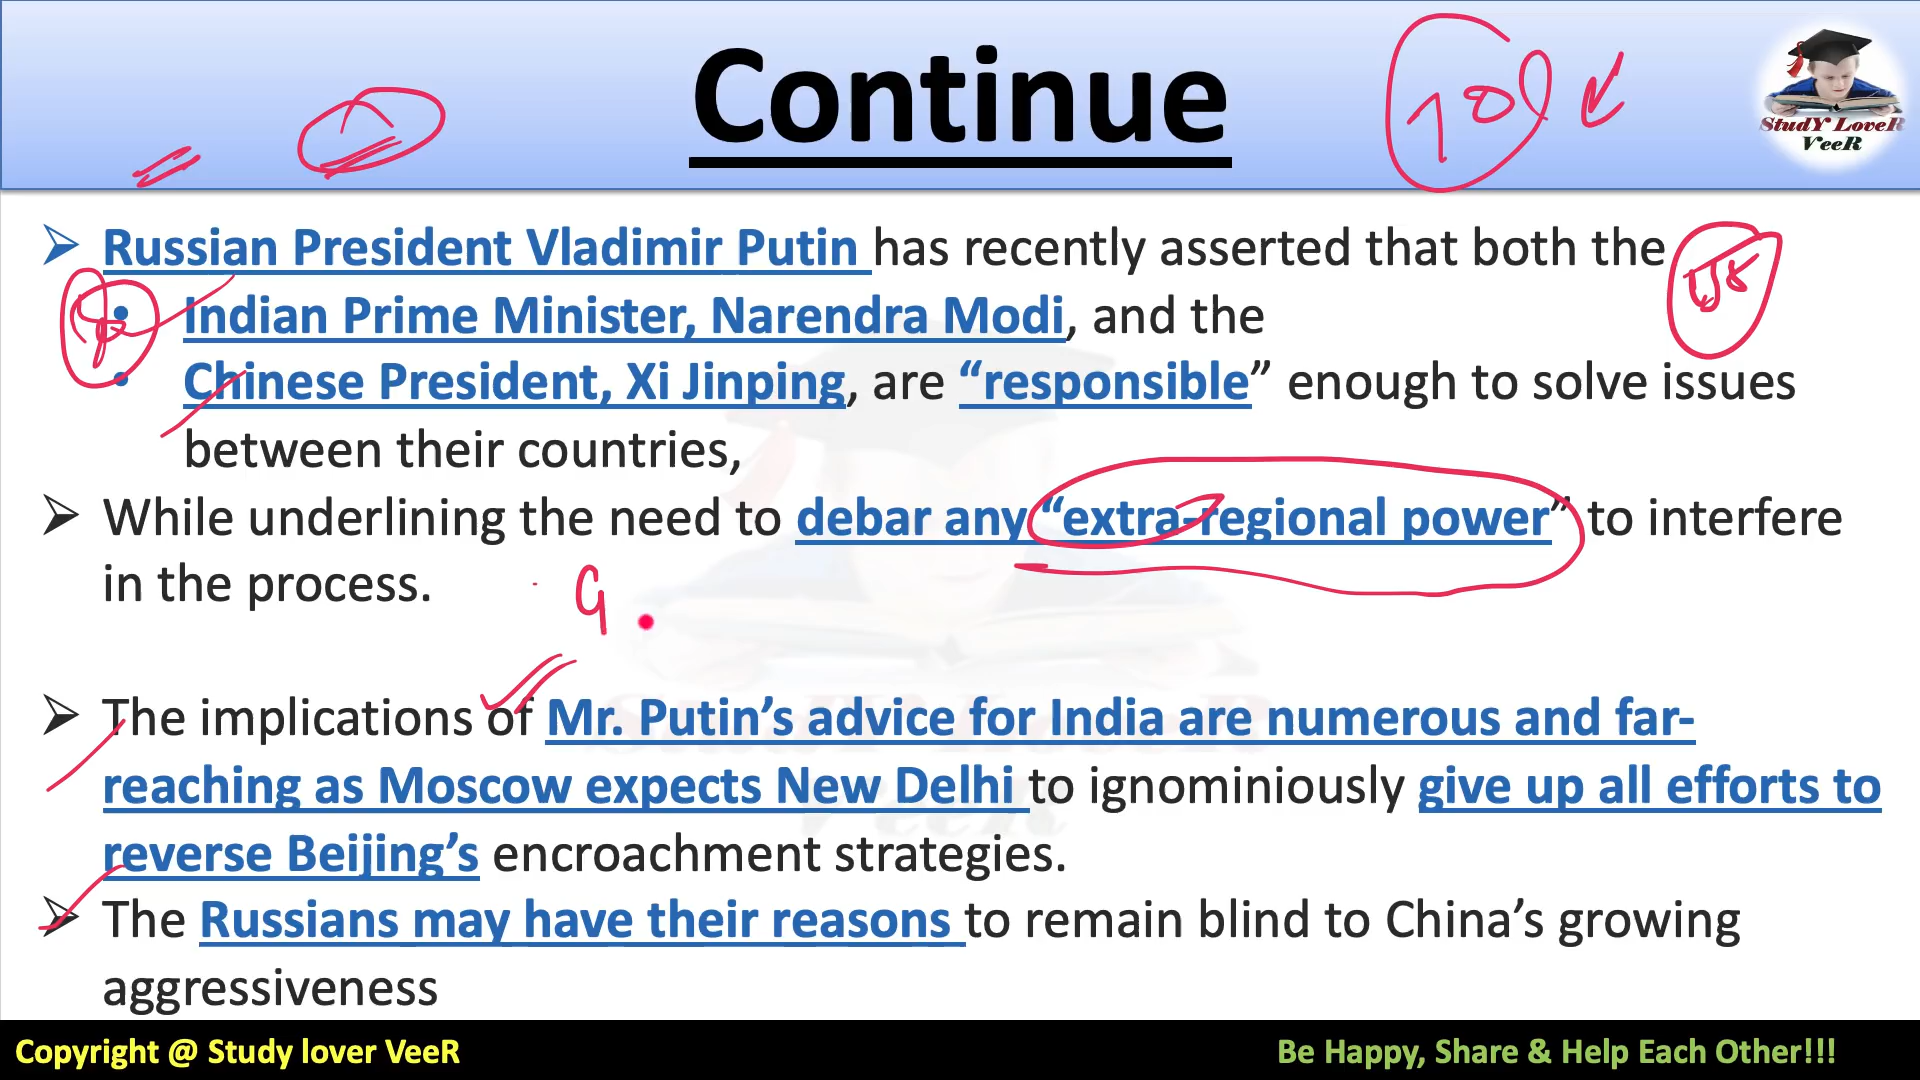 Continue
StudY LoveR
VeeR
Russian President Vladimir Putin has recently asserted that both the
Indian Prime Minister, Narendra Modi, and the
Chinese President, Xi Jinping, are “responsible” enough to solve issues
between their countries,
While underlining the need to debar any “extra-regional power” to interfere
in the process.
The implications of Mr. Putin’s advice for India are numerous and far-
reaching as Moscow expects New Delhi to ignominiously give up all efforts to
reverse Beijing’s encroachment strategies.
The Russians may have their reasons to remain blind to China’s growing
aggressiveness
Copyright @ Study lover VeeR
Be Happy, Share & Help Each Other!!!